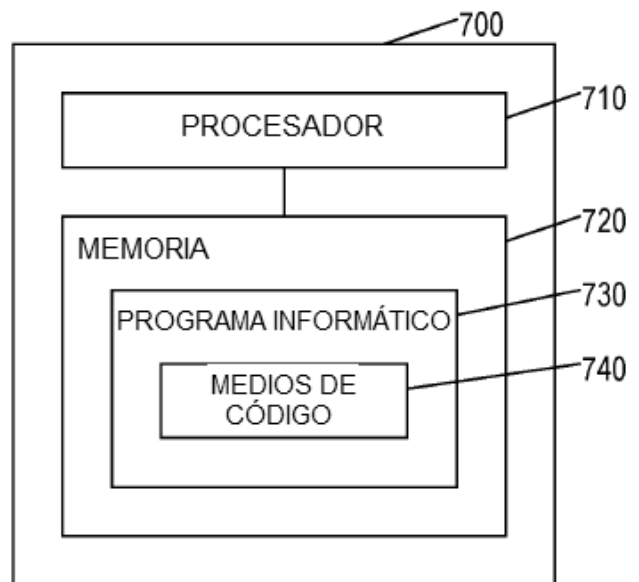 700
PROCESADOR
710
720
MEMORIA
730
PROGRAMA INFORMÁTICO
740
MEDIOS DE
CÓDIGO